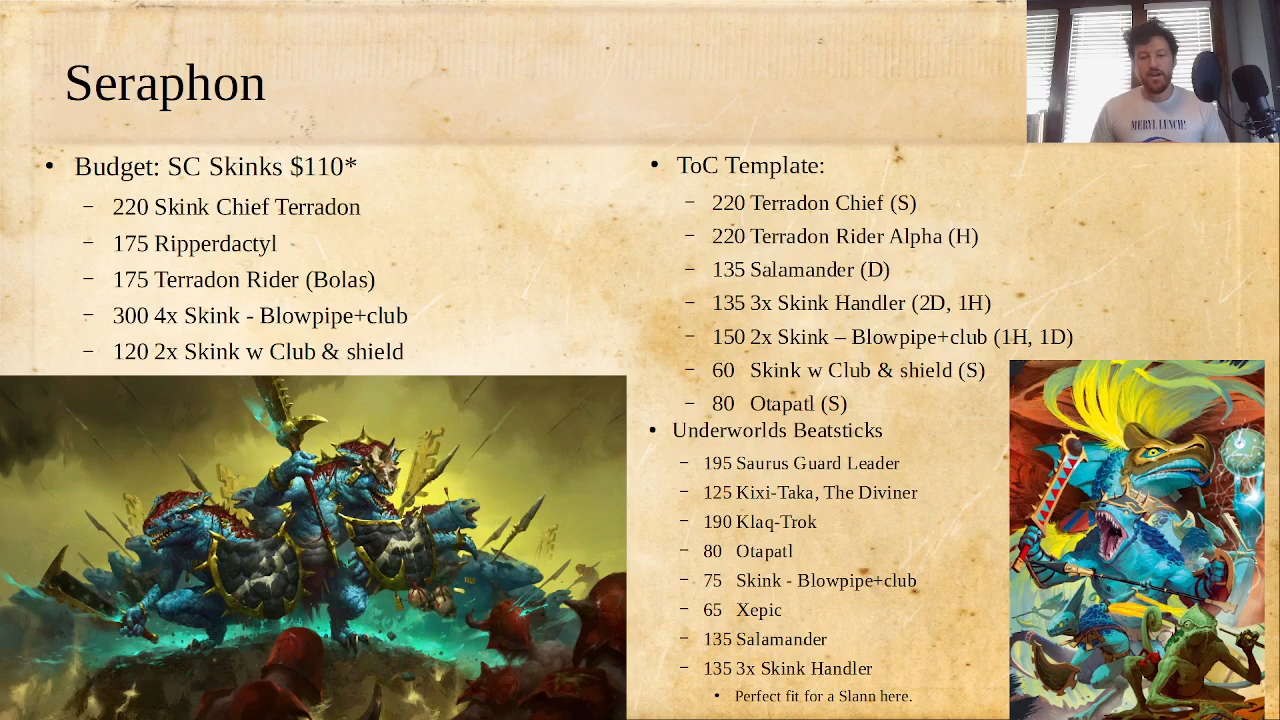 Seraphon
MERYL LENCH!
• Budget: SC Skinks $110*
– 220 Skink Chief Terradon
– 175 Ripperdactyl
– 175 Terradon Rider (Bolas)
– 300 4x Skink - Blowpipe+club
– 120 2x Skink w Club & shield
• ToC Template:
– 220 Terradon Chief (S)
– 220 Terradon Rider Alpha (H)
– 135 Salamander (D)
– 135 3x Skink Handler (2D, 1H)
– 150 2x Skink – Blowpipe+club (1H, 1D)
– 60 Skink w Club & shield (S)
– 80 Otapatl (S)
• Underworlds Beatsticks
– 195 Saurus Guard Leader
– 125 Kixi-Taka, The Diviner
– 190 Klaq-Trok
– 80 Otapatl
– 75 Skink - Blowpipe+club
– 65 Xepic
– 135 Salamander
– 135 3x Skink Handler
• Perfect fit for a Slann here.